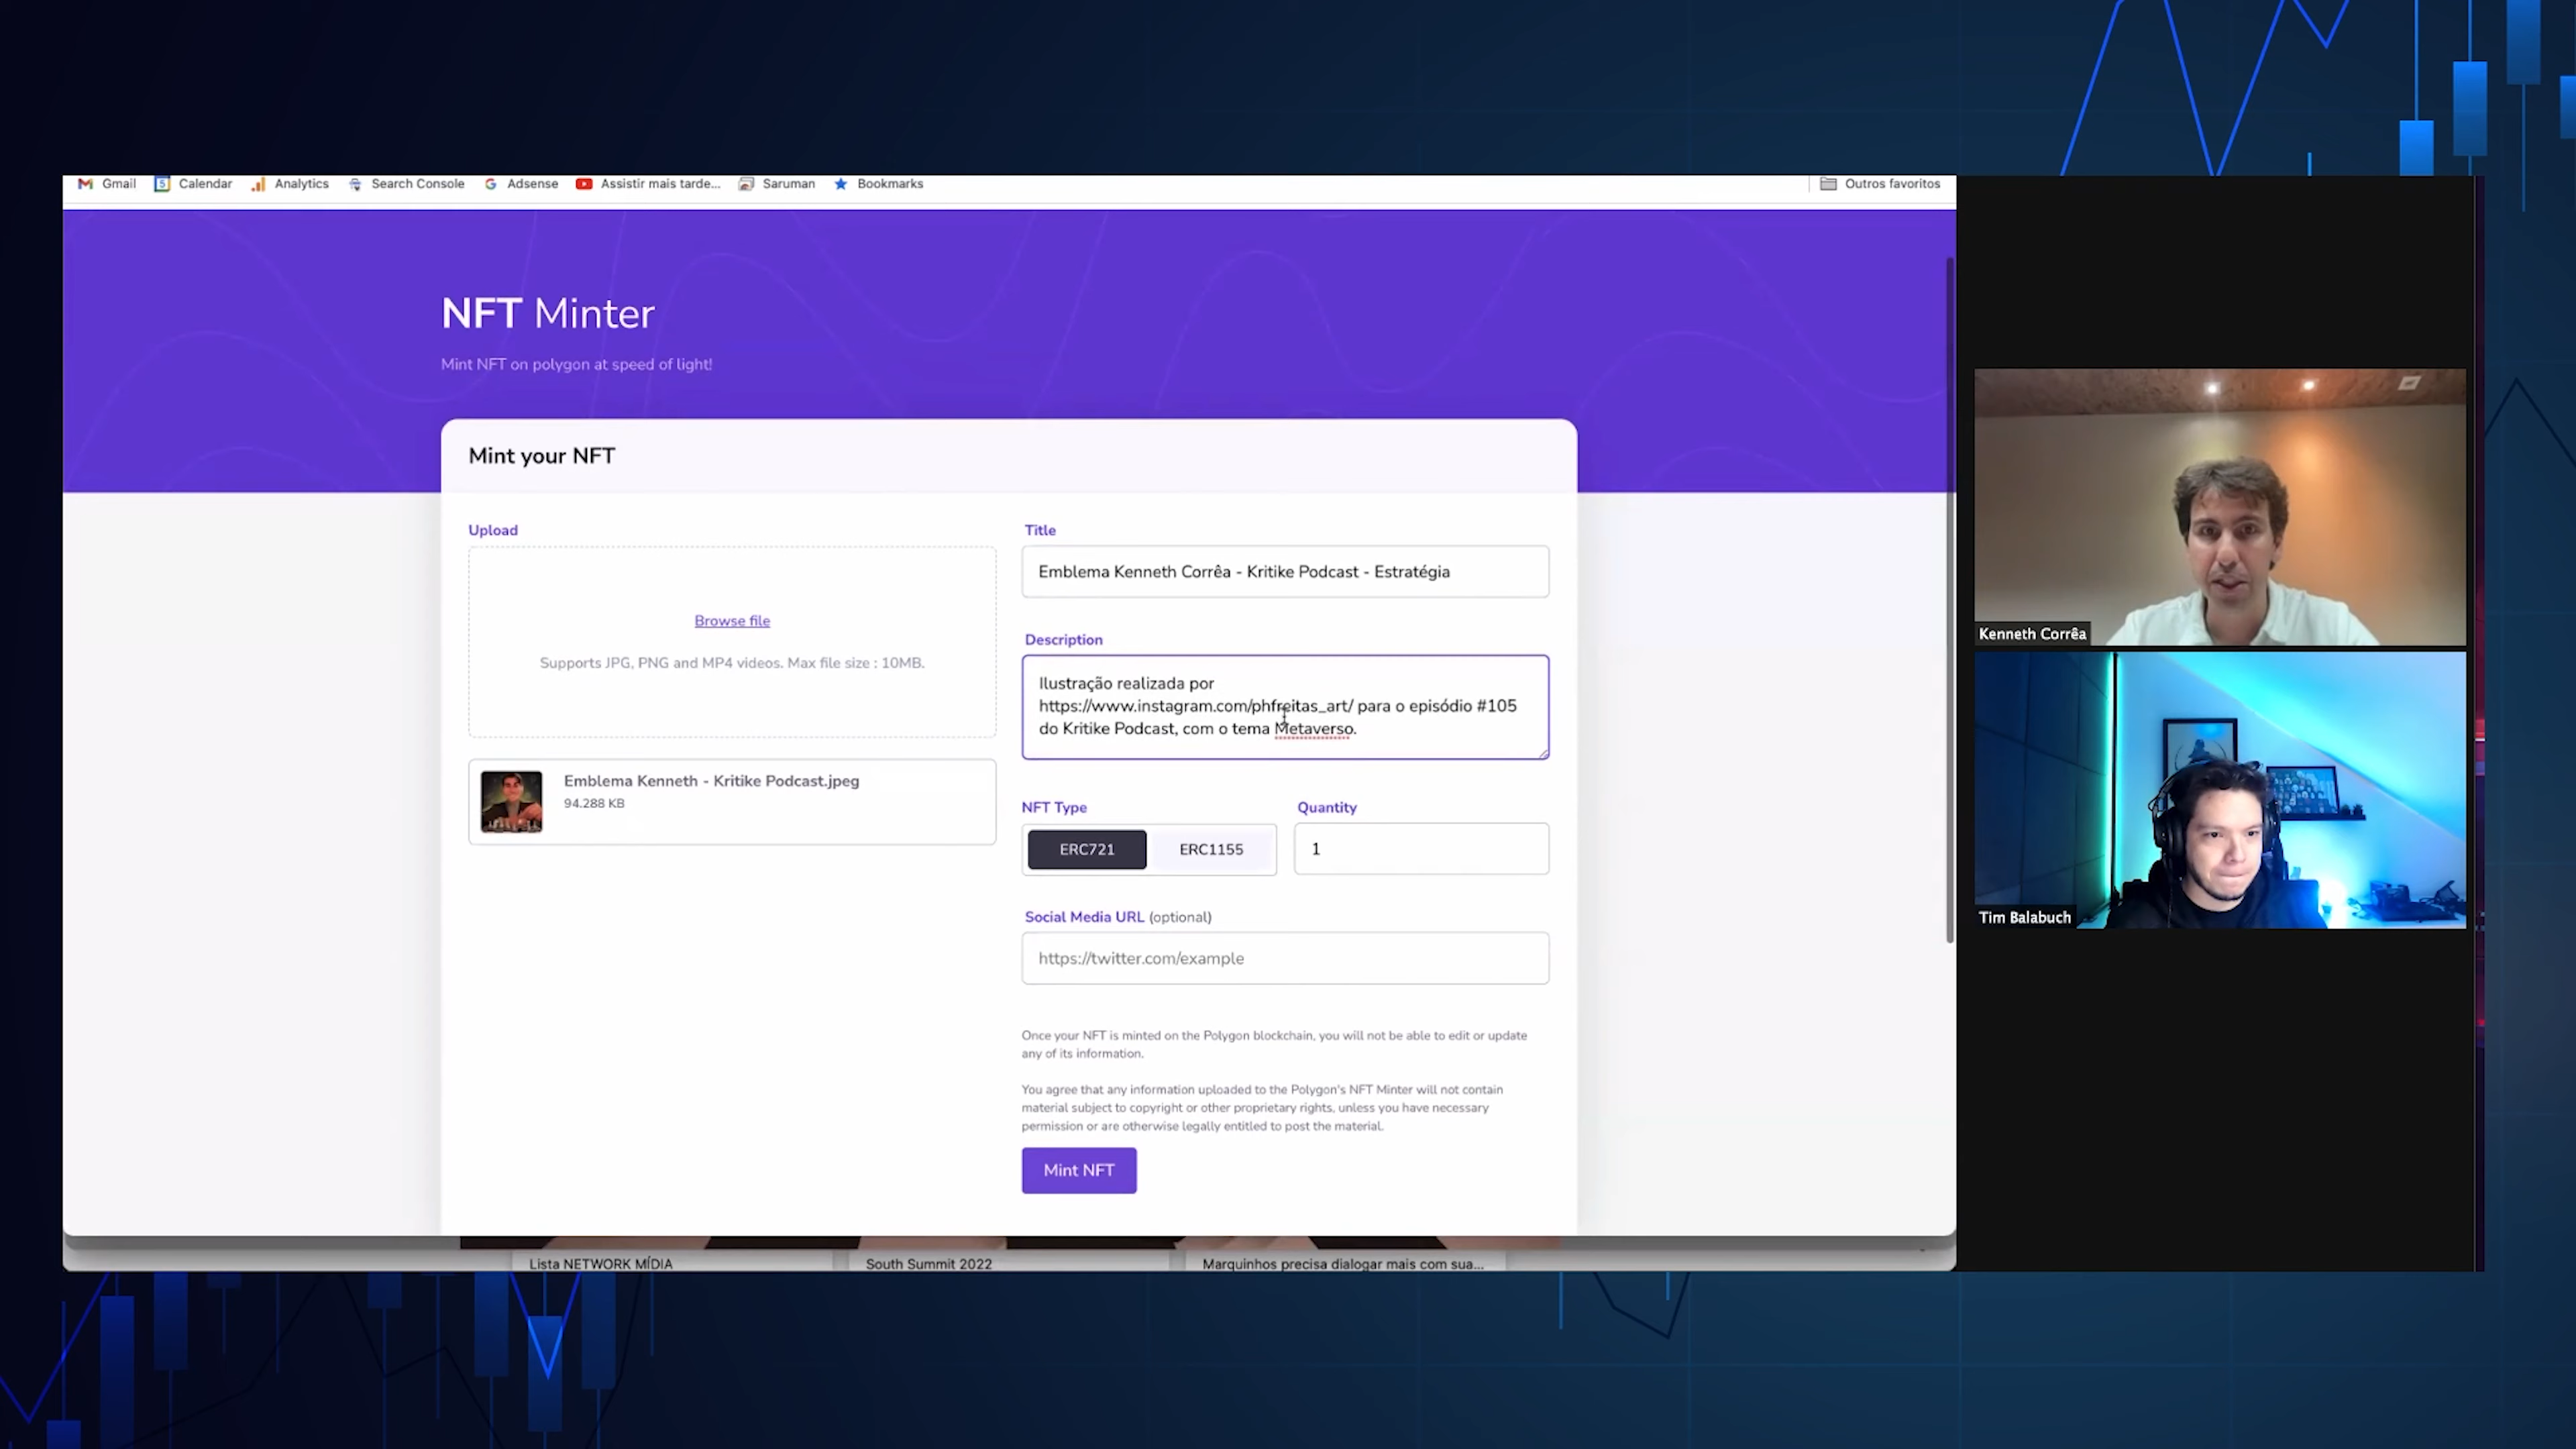 Gmail
Calendar
Analytics
Search Console
Adsense
Assistir mais tarde...
Saruman
Bookmarks
Outros favoritos
NFT Minter
Mint NFT on polygon at speed of light!
Mint your NFT
Upload
Browse file
Supports JPG, PNG and MP4 videos. Max file size : 10MB.
Emblema Kenneth - Kritike Podcast.jpeg
94.288 KB
Title
Emblema Kenneth Corrêa - Kritike Podcast - Estratégia
Description
Ilustração realizada por
https://www.instagram.com/phfreitas_art/ para o episódio #105
do Kritike Podcast, com o tema Metaverso.
NFT Type
ERC721
ERC1155
Quantity
1
Social Media URL (optional)
https://twitter.com/example
Once your NFT is minted on the Polygon blockchain, you will not be able to edit or update
any of its information.
You agree that any information uploaded to the Polygon's NFT Minter will not contain
material subject to copyright or other proprietary rights, unless you have necessary
permission or are otherwise legally entitled to post the material.
Mint NFT
Lista NETWORK MÍDIA
South Summit 2022
Marquinhos precisa dialogar mais com sua...
Kenneth Corrêa
Tim Balabuch